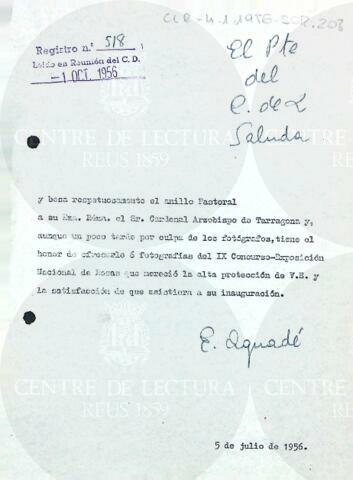 CLR-4.1.1956-SCR.203
Registro n.º 518
Leído en Reunión del C. D.
-1 OCT. 1956
El Pte
del
C. de L
Saluda
y besa respetuosamente el anillo Pastoral
a su Ema. Rdma. el Sr. Cardenal Arzobispo de Tarragona y,
aunque un poco tarde por culpa de los fotógrafos, tiene el
honor de ofrecerle 6 fotografías del IX Concurso-Exposición
Nacional de Rosas que mereció la alta protección de V.E. y
la satisfacción de que asistiera a su inauguración.
E. Aguadé
5 de julio de 1956.
CENTRE DE LECTURA
REUS 1859
CENTRE DE LECTURA
REUS 1859